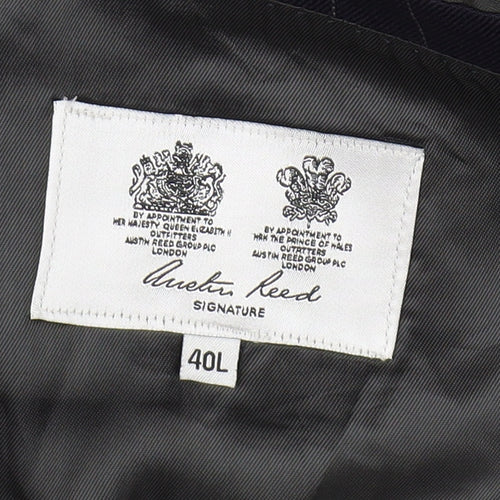 BY APPOINTMENT TO
HER MAJESTY QUEEN ELIZABETH II
OUTFITTERS
AUSTIN REED GROUP PLC
LONDON
BY APPOINTMENT TO
HRH THE PRINCE OF WALES
OUTFITTERS
AUSTIN REED GROUP PLC
LONDON
Austin Reed
SIGNATURE
40L